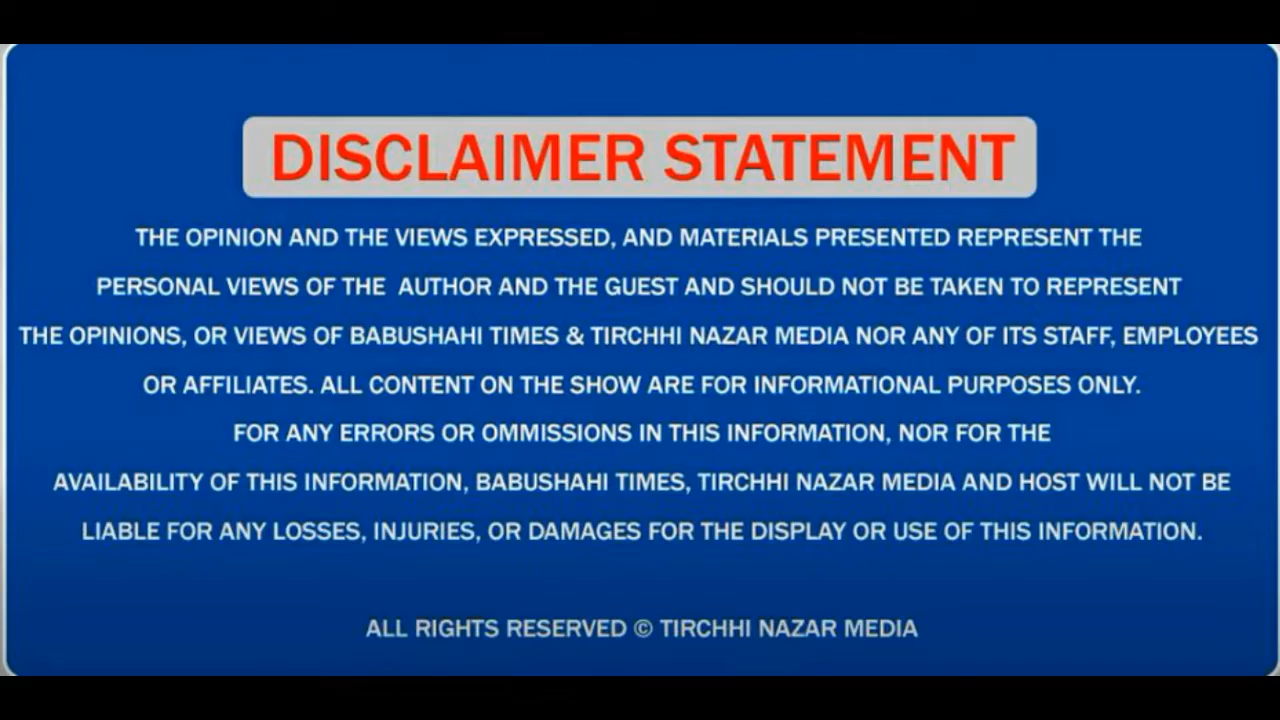 DISCLAIMER STATEMENT
THE OPINION AND THE VIEWS EXPRESSED, AND MATERIALS PRESENTED REPRESENT THE
PERSONAL VIEWS OF THE AUTHOR AND THE GUEST AND SHOULD NOT BE TAKEN TO REPRESENT
THE OPINIONS, OR VIEWS OF BABUSHAHI TIMES & TIRCHHI NAZAR MEDIA NOR ANY OF ITS STAFF, EMPLOYEES
OR AFFILIATES. ALL CONTENT ON THE SHOW ARE FOR INFORMATIONAL PURPOSES ONLY.
FOR ANY ERRORS OR OMMISSIONS IN THIS INFORMATION, NOR FOR THE
AVAILABILITY OF THIS INFORMATION, BABUSHAHI TIMES, TIRCHHI NAZAR MEDIA AND HOST WILL NOT BE
LIABLE FOR ANY LOSSES, INJURIES, OR DAMAGES FOR THE DISPLAY OR USE OF THIS INFORMATION.
ALL RIGHTS RESERVED © TIRCHHI NAZAR MEDIA